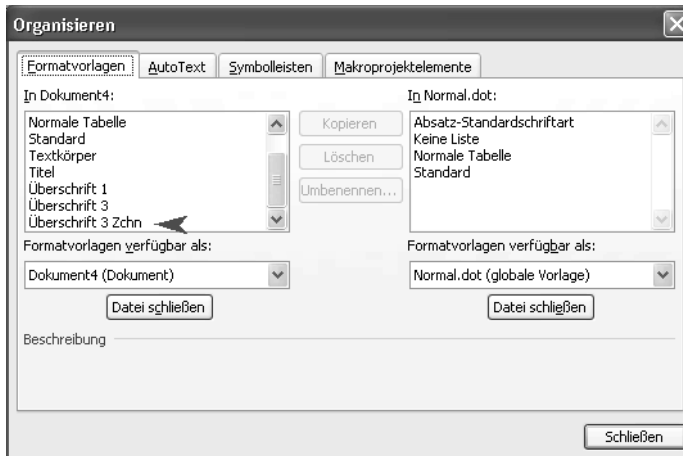 Organisieren
Formatvorlagen AutoText Symbolleisten Makroprojektelemente
In Dokument4:
Normale Tabelle
Standard
Textkörper
Titel
Überschrift 1
Überschrift 3
Überschrift 3 Zchn
Formatvorlagen verfügbar als:
Dokument4 (Dokument)
Datei schließen
Kopieren
Löschen
Umbenennen...
In Normal.dot:
Absatz-Standardschriftart
Keine Liste
Normale Tabelle
Standard
Formatvorlagen verfügbar als:
Normal.dot (globale Vorlage)
Datei schließen
Beschreibung
Schließen